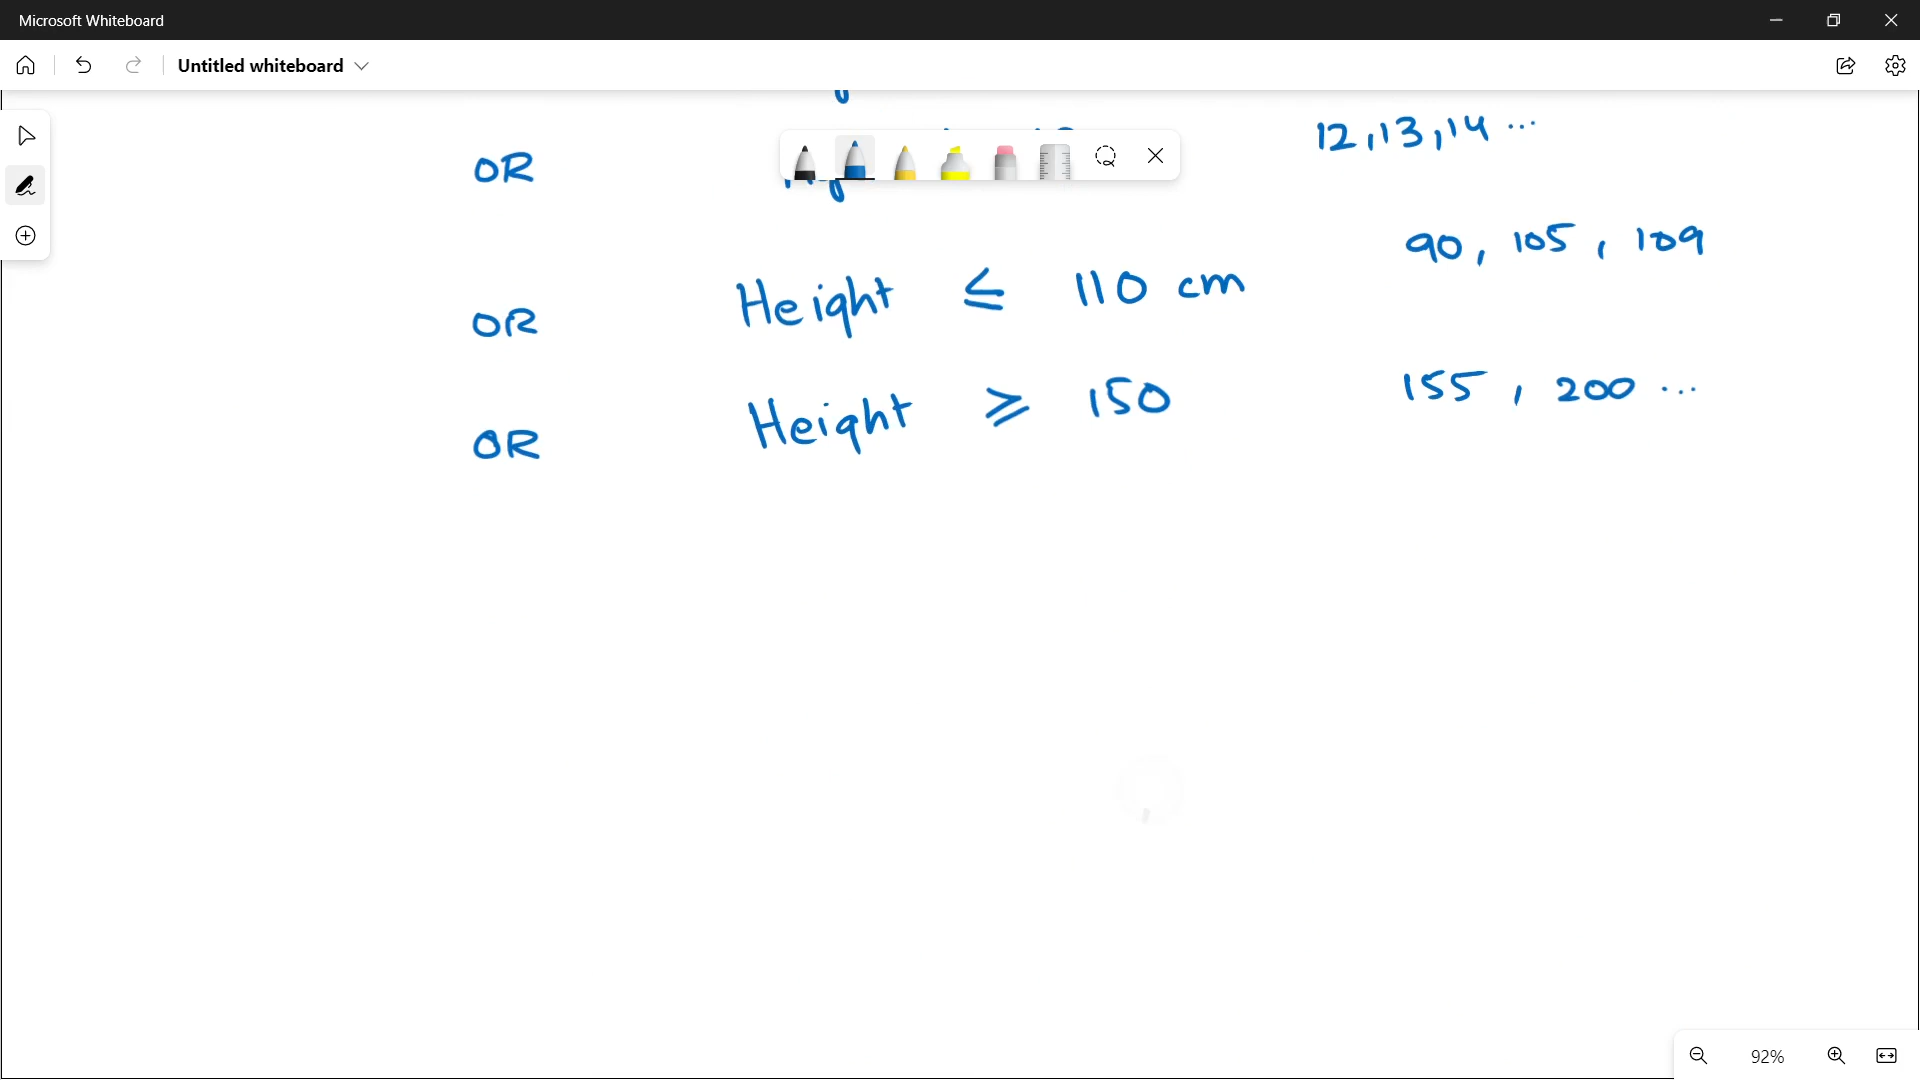 Microsoft Whiteboard
Untitled whiteboard
12,13,14 ...
OR
90, 105, 109
Height ≤ 110 cm
OR
155, 200 ...
Height ≥ 150
OR
92%